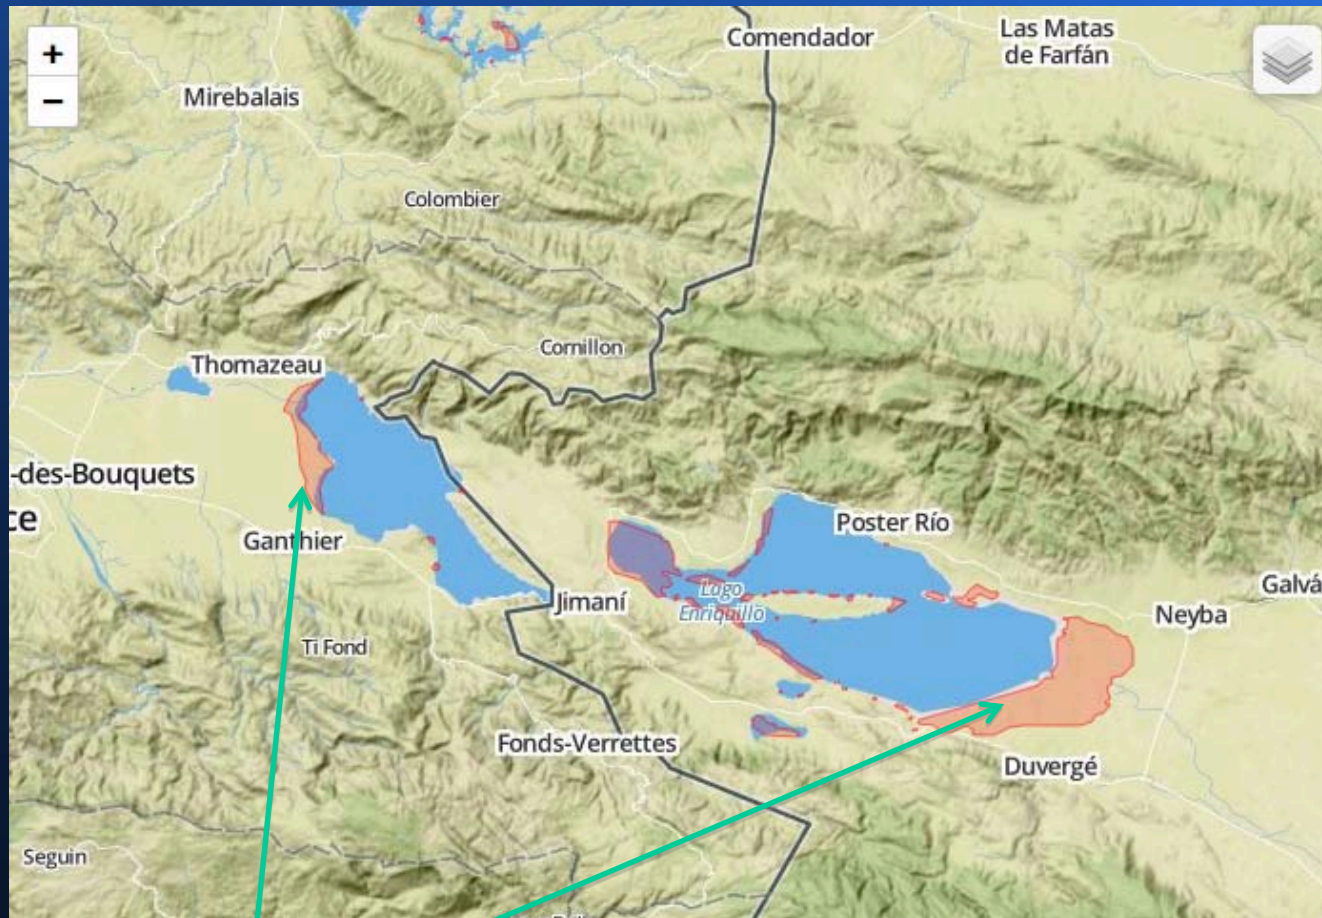 +
−
Comendador
Las Matas
de Farfán
Mirebalais
Colombier
Cornillon
Thomazeau
-des-Bouquets
ce
Ganthier
Poster Río
Lago
Enriquillo
Jimaní
Galvá
Neyba
Ti Fond
Fonds-Verrettes
Duvergé
Seguin